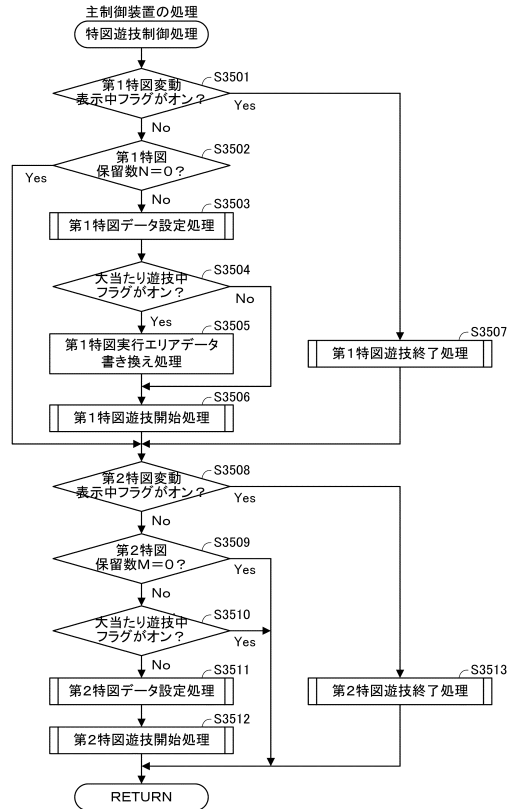 主制御装置の処理
特図遊技制御処理
S3501
第1特図変動
表示中フラグがオン?
Yes
No
S3502
第1特図
保留数N=0?
Yes
No
S3503
第1特図データ設定処理
S3504
大当たり遊技中
フラグがオン?
No
Yes
S3505
第1特図実行エリアデータ
書き換え処理
S3507
第1特図遊技終了処理
S3506
第1特図遊技開始処理
S3508
第2特図変動
表示中フラグがオン?
Yes
No
S3509
第2特図
保留数M=0?
Yes
No
S3510
大当たり遊技中
フラグがオン?
Yes
No
S3511
第2特図データ設定処理
S3513
第2特図遊技終了処理
S3512
第2特図遊技開始処理
RETURN